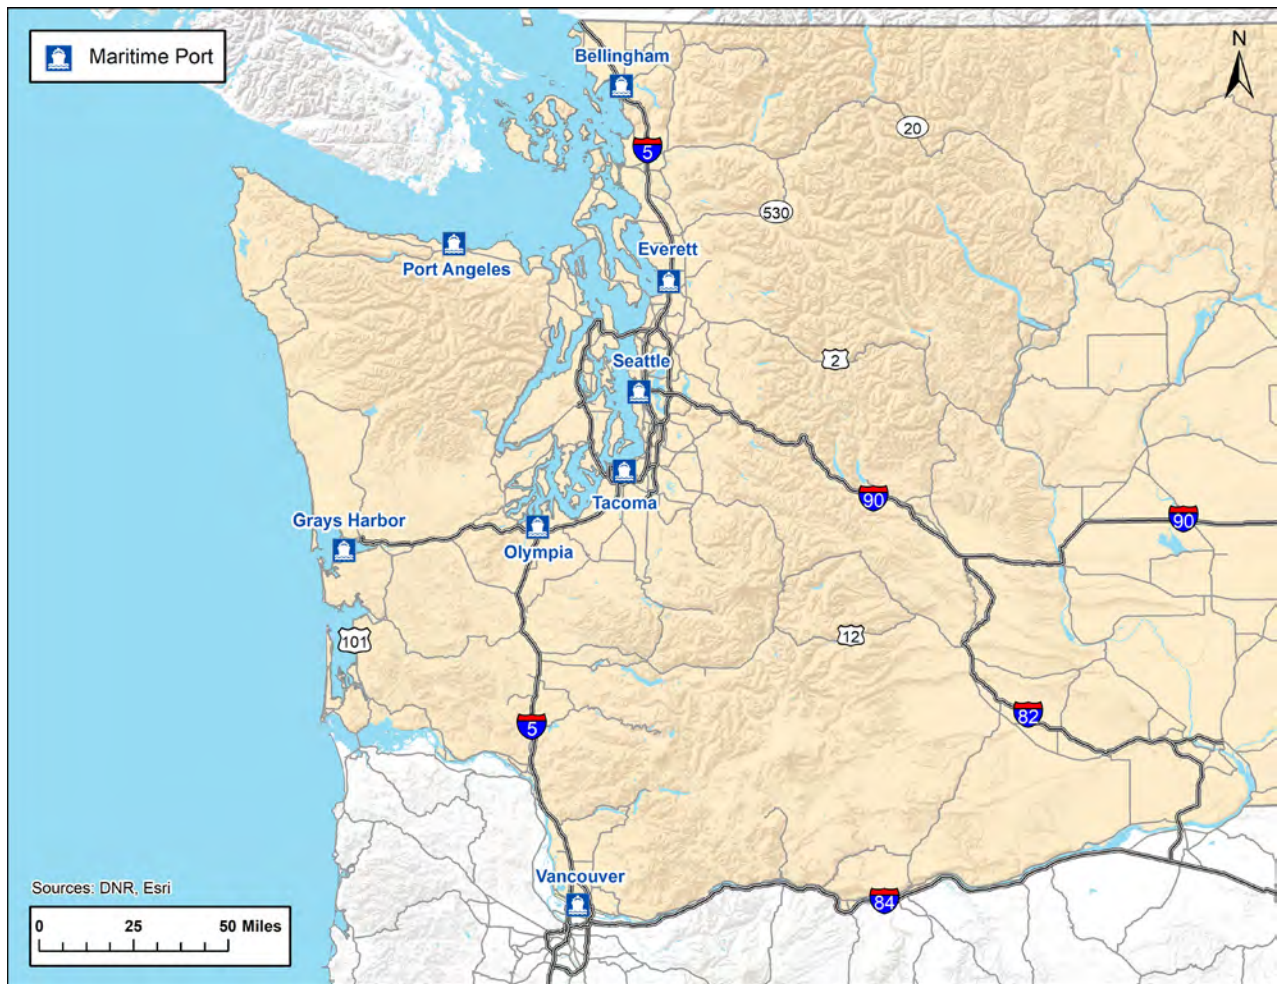 Maritime Port
N
Bellingham
20
5
530
Everett
Port Angeles
2
Seattle
90
Tacoma
90
Grays Harbor
Olympia
101
12
82
5
Vancouver
84
Sources: DNR, Esri
0 25 50 Miles